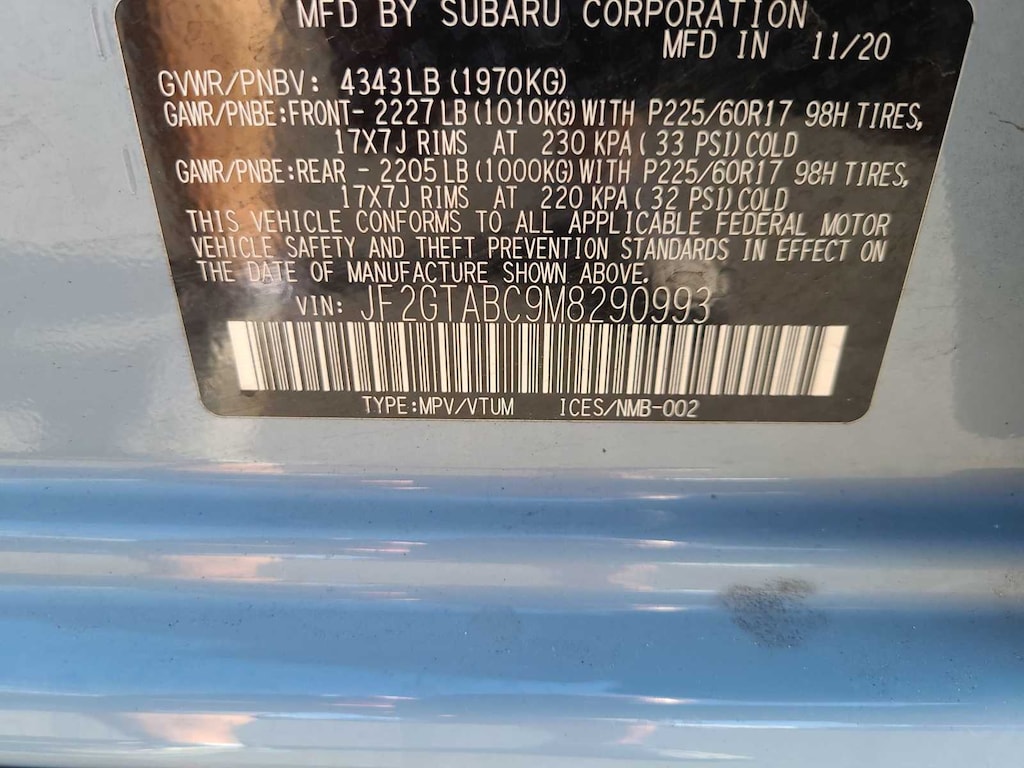 MFD BY SUBARU CORPORATION
MFD IN 11/20
GVWR/PNBV: 4343LB (1970KG)
GAWR/PNBE:FRONT- 2227 LB (1010KG) WITH P225/60R17 98H TIRES,
17X7J RIMS AT 230 KPA ( 33 PSI) COLD
GAWR/PNBE:REAR - 2205 LB (1000KG) WITH P225/60R17 98H TIRES,
17X7J RIMS AT 220 KPA ( 32 PSI) COLD
THIS VEHICLE CONFORMS TO ALL APPLICABLE FEDERAL MOTOR
VEHICLE SAFETY AND THEFT PREVENTION STANDARDS IN EFFECT ON
THE DATE OF MANUFACTURE SHOWN ABOVE.
VIN: JF2GTABC9M8290993
TYPE:MPV/VTUM ICES/NMB-002